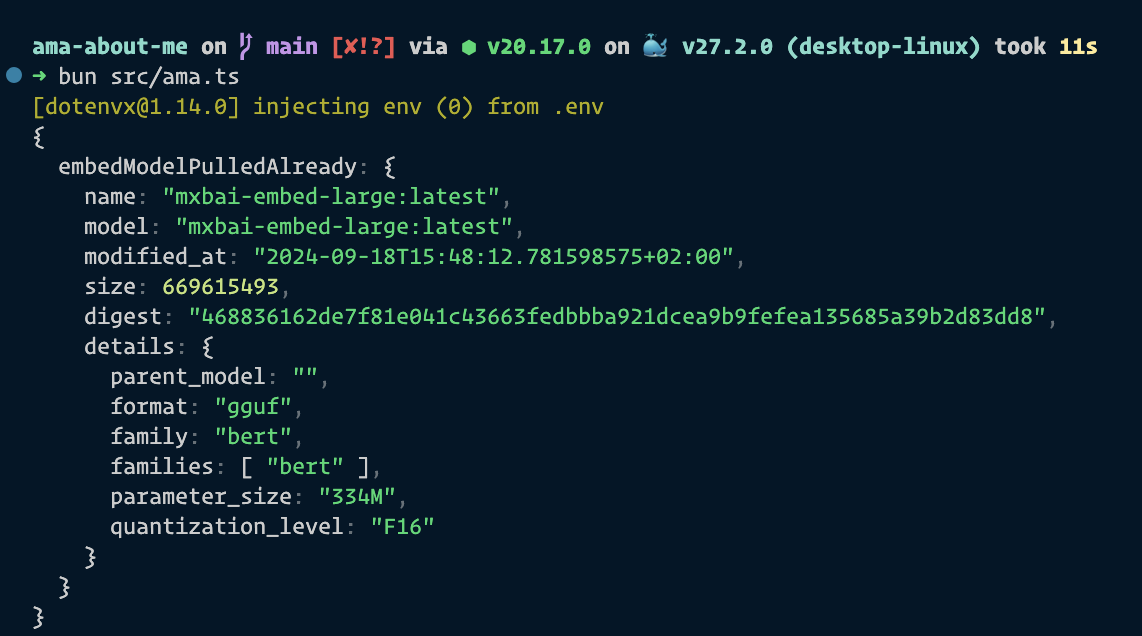 ama-about-me on main [✘!?] via ⬢ v20.17.0 on 🐳 v27.2.0 (desktop-linux) took 11s
➜ bun src/ama.ts
[dotenvx@1.14.0] injecting env (0) from .env
{
  embedModelPulledAlready: {
    name: "mxbai-embed-large:latest",
    model: "mxbai-embed-large:latest",
    modified_at: "2024-09-18T15:48:12.781598575+02:00",
    size: 669615493,
    digest: "468836162de7f81e041c43663fedbbba921dcea9b9fefea135685a39b2d83dd8",
    details: {
      parent_model: "",
      format: "gguf",
      family: "bert",
      families: [ "bert" ],
      parameter_size: "334M",
      quantization_level: "F16"
    }
  }
}